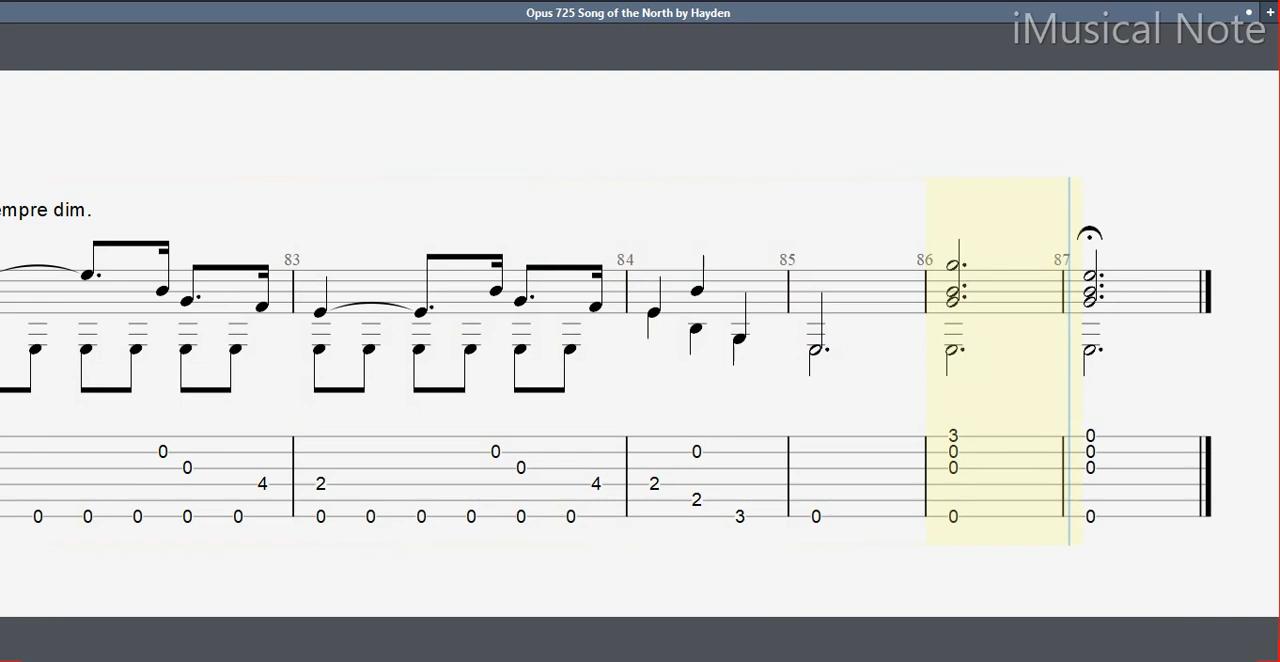 Opus 725 Song of the North by Hayden
+
iMusical Note
empre dim.
83 84 85 86 87
3 0
0 0 0 0 0
0 0 0 0
4 2 4 2
2
0 0 0 0 0 0 0 0 0 0 0 3 0 0 0